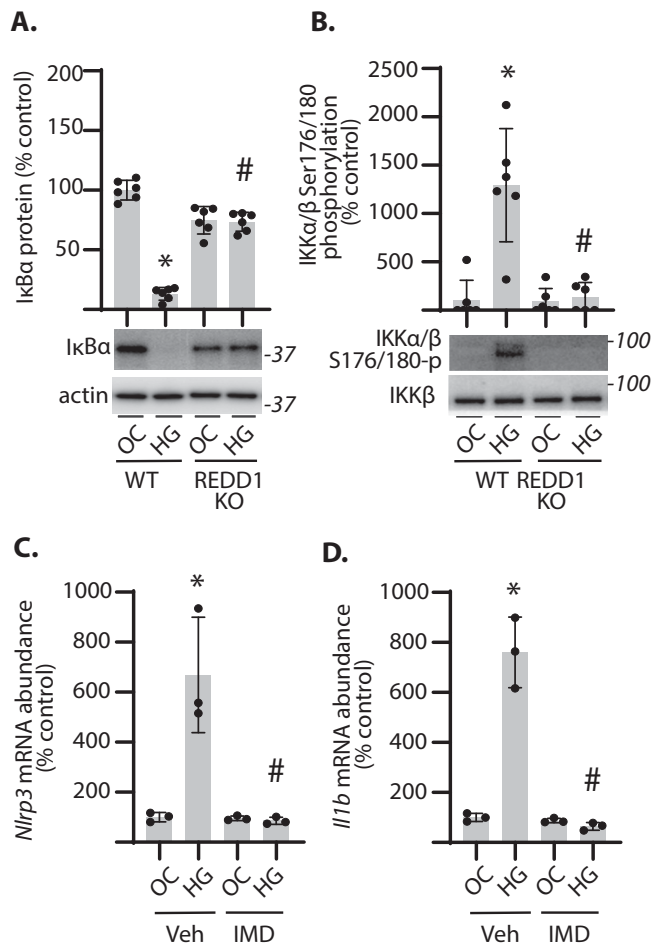 A.
IκBα protein (% control)
200
150
100
50
*
#
IκBα
-37
actin
-37
OC HG OC HG
WT REDD1
KO
B.
IKKα/β Ser176/180
phosphorylation
(% control)
2500
2000
1500
1000
500
0
*
#
IKKα/β
S176/180-p
-100
IKKβ
-100
OC HG OC HG
WT REDD1
KO
C.
Nlrp3 mRNA abundance
(% control)
1000
800
600
400
200
*
#
OC HG OC HG
Veh IMD
D.
Il1b mRNA abundance
(% control)
1000
800
600
400
200
*
#
OC HG OC HG
Veh IMD